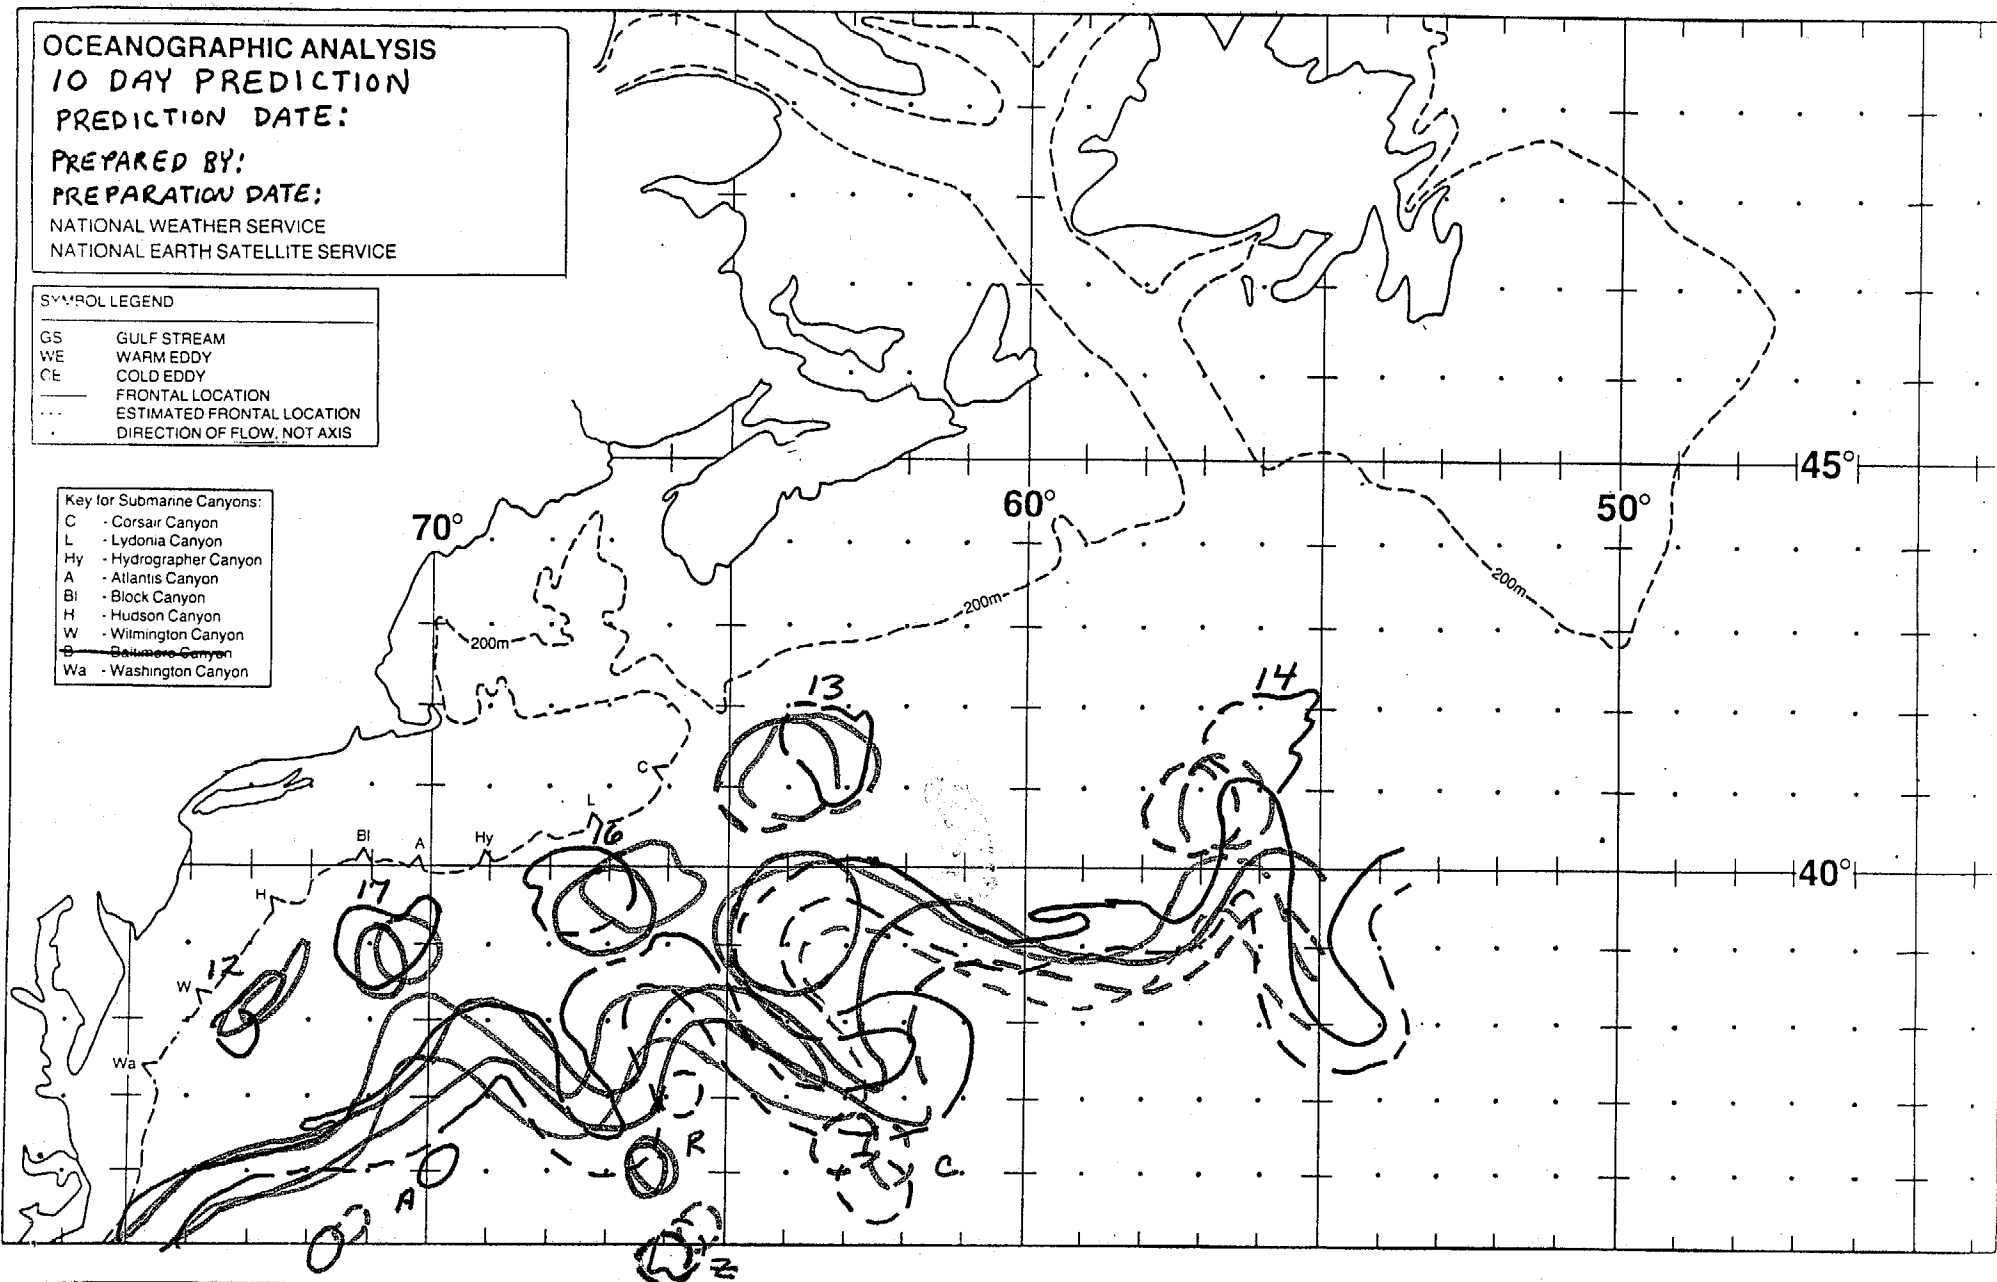 OCEANOGRAPHIC ANALYSIS
10 DAY PREDICTION
PREDICTION DATE:
PREPARED BY:
PREPARATION DATE:
NATIONAL WEATHER SERVICE
NATIONAL EARTH SATELLITE SERVICE
SYMBOL LEGEND
GS GULF STREAM
WE WARM EDDY
CE COLD EDDY
—— FRONTAL LOCATION
--- ESTIMATED FRONTAL LOCATION
. DIRECTION OF FLOW, NOT AXIS
Key for Submarine Canyons:
C - Corsair Canyon
L - Lydonia Canyon
Hy - Hydrographer Canyon
A - Atlantis Canyon
Bl - Block Canyon
H - Hudson Canyon
W - Wilmington Canyon
B - Baltimore Canyon
Wa - Washington Canyon
45°
70°
60°
50°
200m
200m
200m
13
14
C
L
16
Bl
A
Hy
40°
H
17
W
12
Wa
R
C.
A
Z